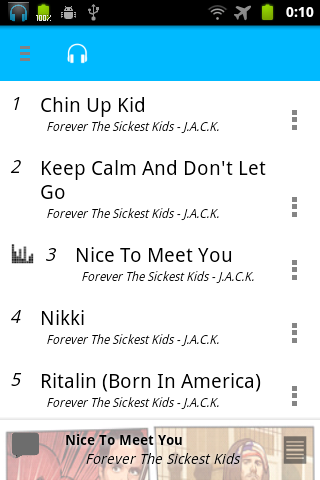 100%
0:10
1 Chin Up Kid
Forever The Sickest Kids - J.A.C.K.
2 Keep Calm And Don't Let
Go
Forever The Sickest Kids - J.A.C.K.
3 Nice To Meet You
Forever The Sickest Kids - J.A.C.K.
4 Nikki
Forever The Sickest Kids - J.A.C.K.
5 Ritalin (Born In America)
Forever The Sickest Kids - J.A.C.K.
Nice To Meet You
Forever The Sickest Kids